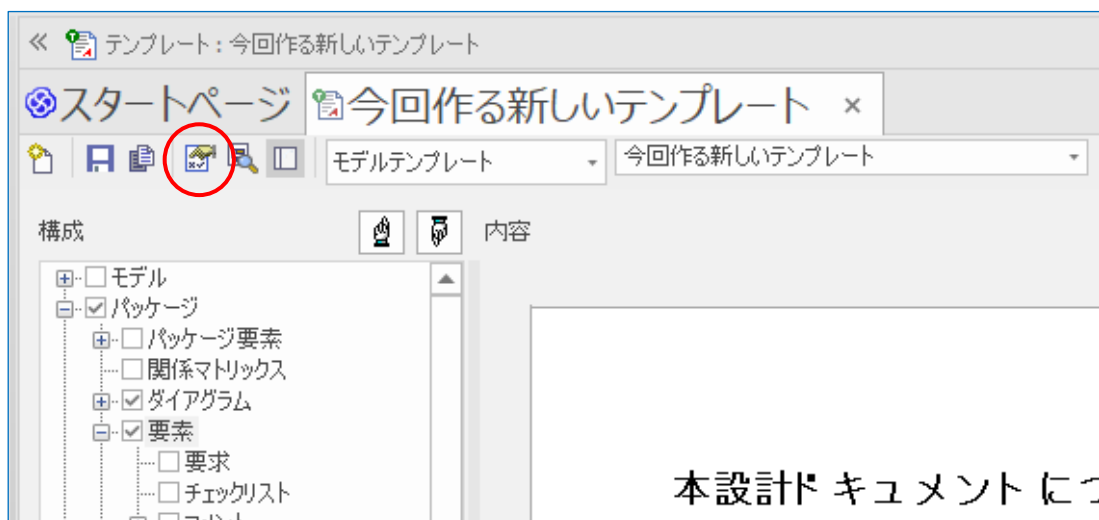 テンプレート : 今回作る新しいテンプレート
スタートページ 今回作る新しいテンプレート ×
モデルテンプレート 今回作る新しいテンプレート
構成 内容
モデル
パッケージ
パッケージ要素
関係マトリックス
ダイアグラム
要素
要求
チェックリスト
本設計ドキュメントにつ